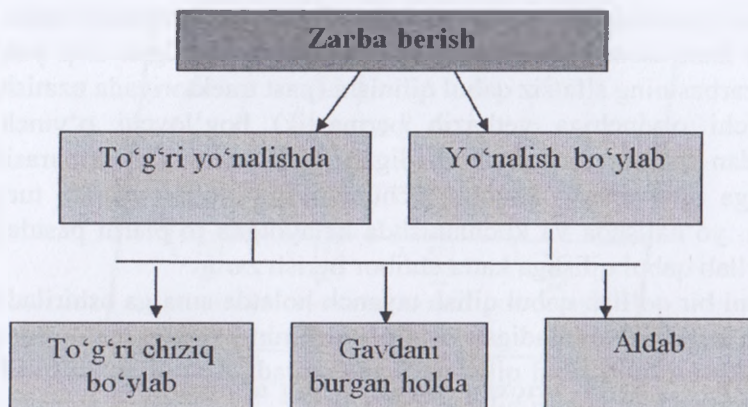 Zarba berish
To‘g‘ri yo‘nalishda
Yo‘nalish bo‘ylab
To‘g‘ri chiziq
bo‘ylab
Gavdani
burgan holda
Aldab